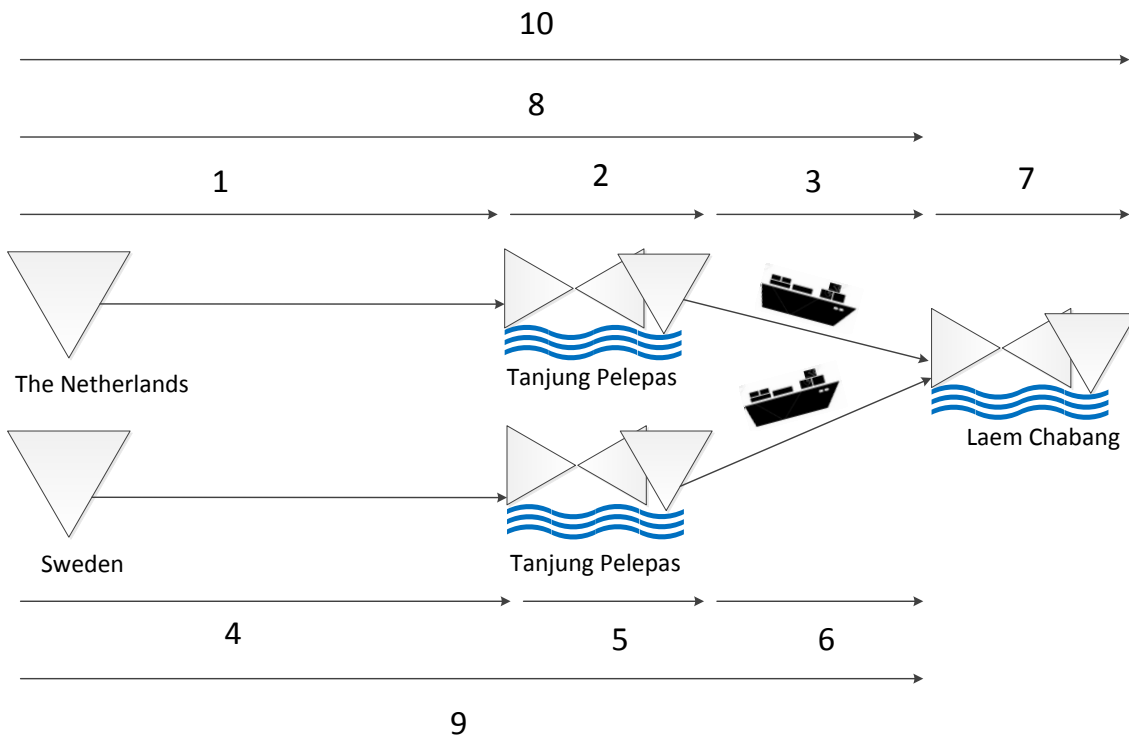 10
8
1
2
3
7
The Netherlands
Tanjung Pelepas
Laem Chabang
Sweden
Tanjung Pelepas
4
5
6
9